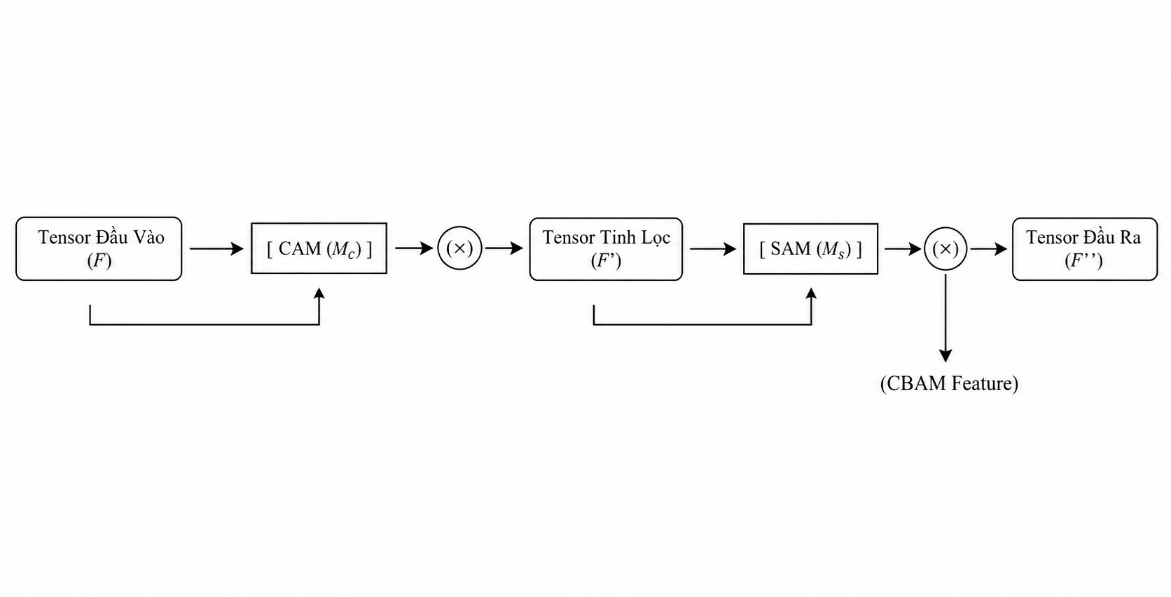 Tensor Đầu Vào
(F)
[ CAM (Mc) ]
(×)
Tensor Tinh Lọc
(F’)
[ SAM (Ms) ]
(×)
Tensor Đầu Ra
(F’’)
(CBAM Feature)